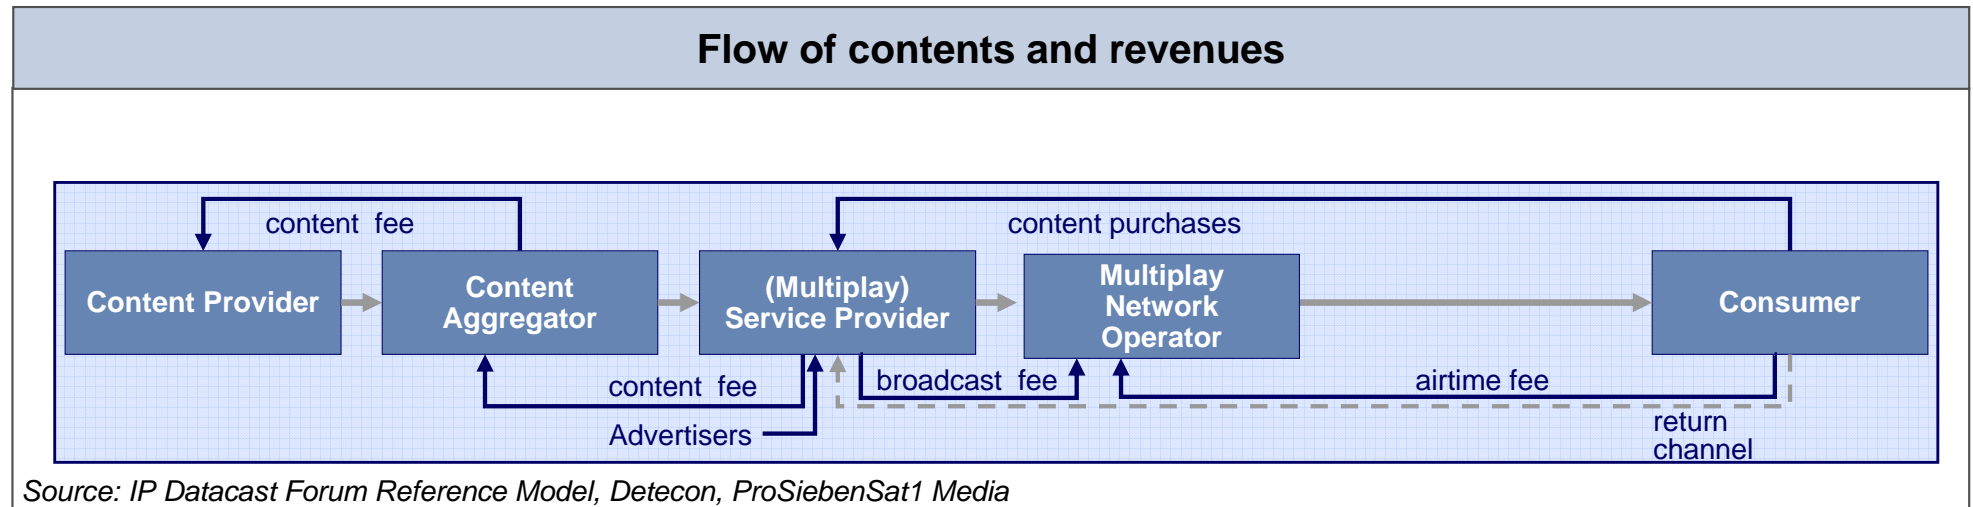 Flow of contents and revenues
content fee
content purchases
Content Provider
Content
Aggregator
(Multiplay)
Service Provider
Multiplay
Network
Operator
Consumer
content fee
broadcast fee
airtime fee
Advertisers
return
channel
Source: IP Datacast Forum Reference Model, Detecon, ProSiebenSat1 Media